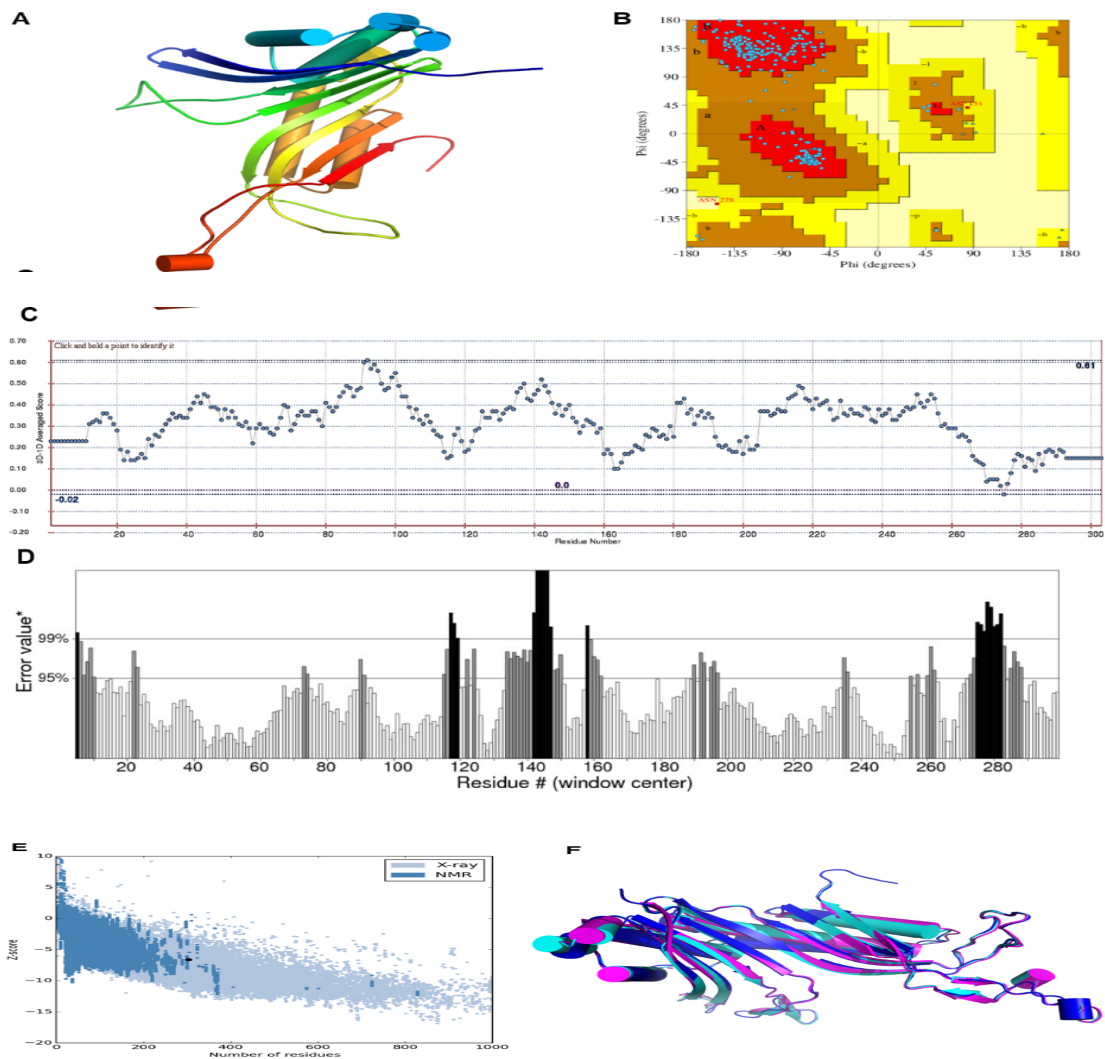 A
B
180
135
90
45
0
-45
-90
-135
Psi (degrees)
B
b
~b
~l
l
L
ASP 151
a
A
~a
ASN 228
~b
~p
b
-180 -135 -90 -45 0 45 90 135 180
Phi (degrees)
C
Click and hold a point to identify it
0.70
0.60
0.50
0.40
0.30
0.20
0.10
0.00
-0.10
-0.20
3D-1D Averaged Score
0.61
0.0
-0.02
20 40 60 80 100 120 140 160 180 200 220 240 260 280 300
Residue Number
D
Error value*
99%
95%
20 40 60 80 100 120 140 160 180 200 220 240 260 280
Residue # (window center)
E
10
5
0
−5
−10
−15
−20
Z-score
X-ray
NMR
0 200 400 600 800 1000
Number of residues
F